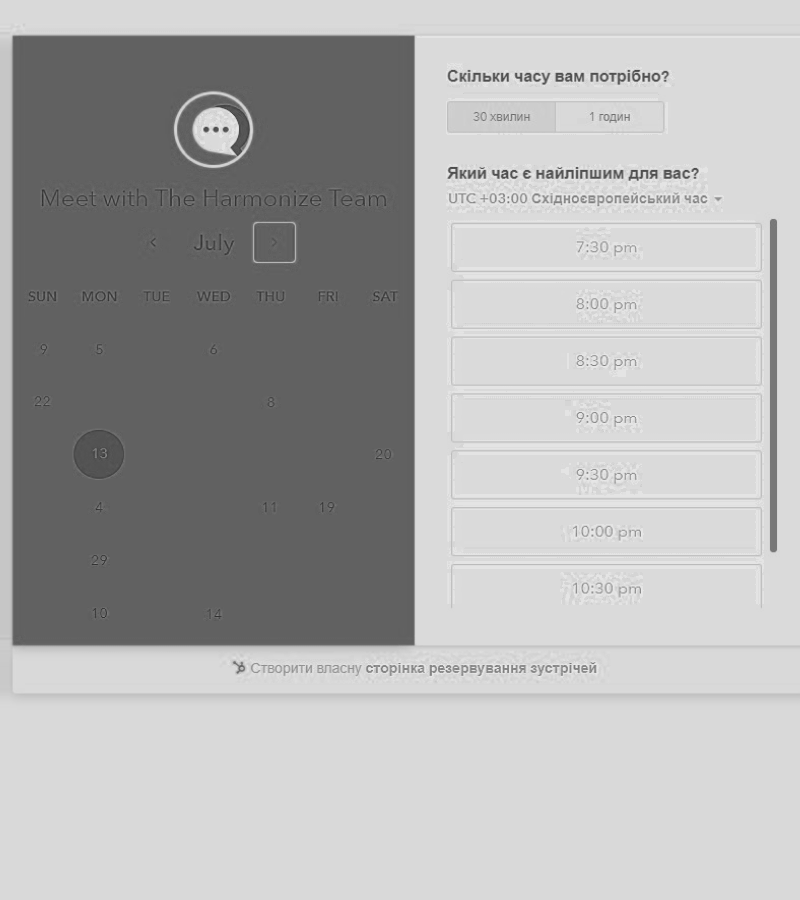 Скільки часу вам потрібно?
30 хвилин 1 годин
Який час є найліпшим для вас?
UTC +03:00 Східноєвропейський час
Meet with The Harmonize Team
July
SUN MON TUE WED THU FRI SAT
9 5 6
22 8
13 20
4 11 19
29
10 14
7:30 pm
8:00 pm
8:30 pm
9:00 pm
9:30 pm
10:00 pm
10:30 pm
Створити власну сторінка резервування зустрічей